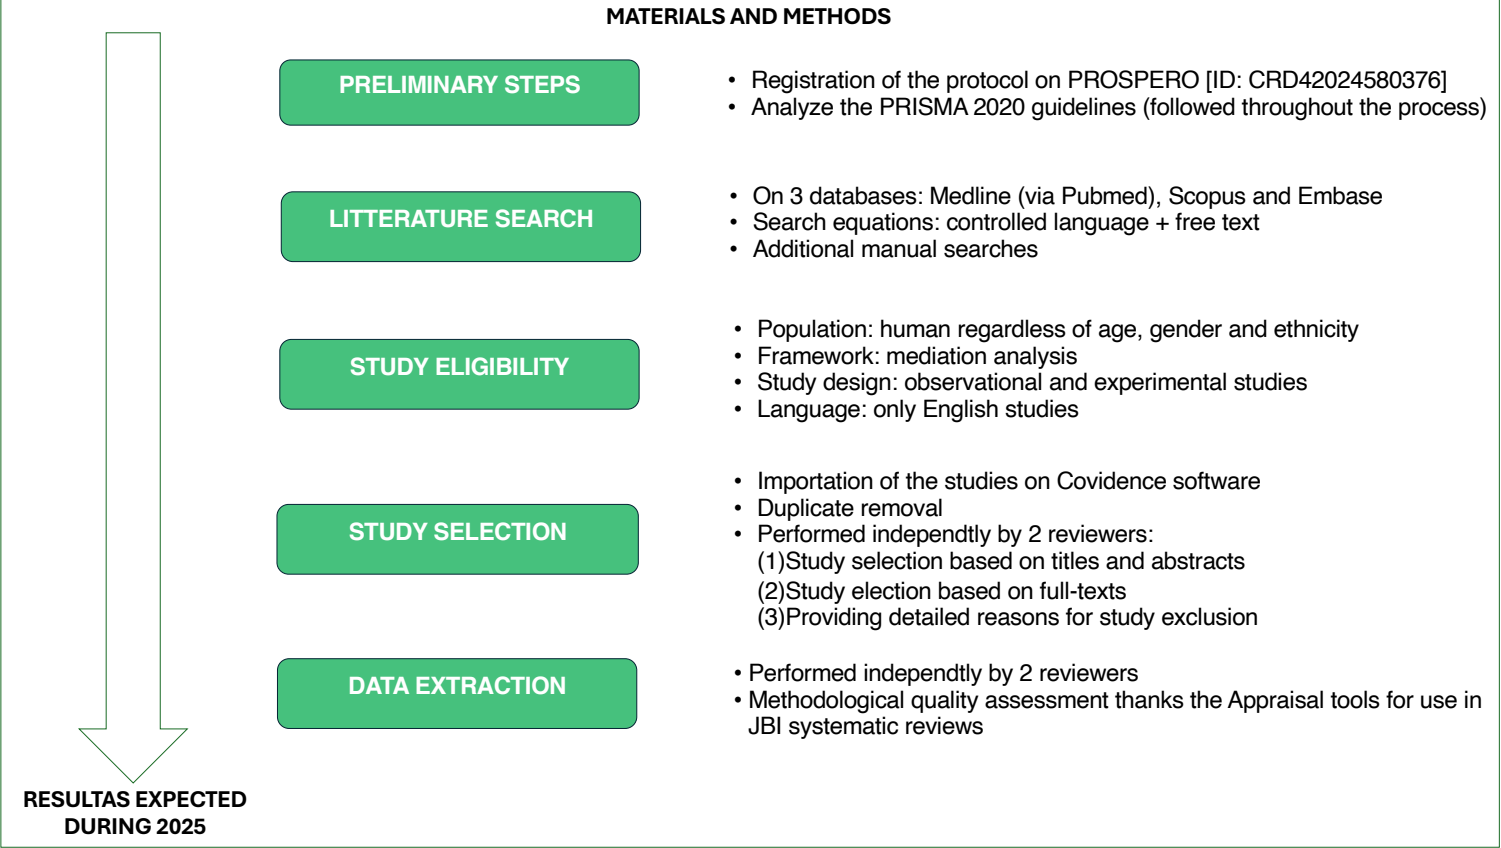 MATERIALS AND METHODS
PRELIMINARY STEPS
• Registration of the protocol on PROSPERO [ID: CRD42024580376]
• Analyze the PRISMA 2020 guidelines (followed throughout the process)
LITTERATURE SEARCH
• On 3 databases: Medline (via Pubmed), Scopus and Embase
• Search equations: controlled language + free text
• Additional manual searches
STUDY ELIGIBILITY
• Population: human regardless of age, gender and ethnicity
• Framework: mediation analysis
• Study design: observational and experimental studies
• Language: only English studies
STUDY SELECTION
• Importation of the studies on Covidence software
• Duplicate removal
• Performed independtly by 2 reviewers:
(1)Study selection based on titles and abstracts
(2)Study election based on full-texts
(3)Providing detailed reasons for study exclusion
DATA EXTRACTION
• Performed independtly by 2 reviewers
• Methodological quality assessment thanks the Appraisal tools for use in
JBI systematic reviews
RESULTAS EXPECTED
DURING 2025